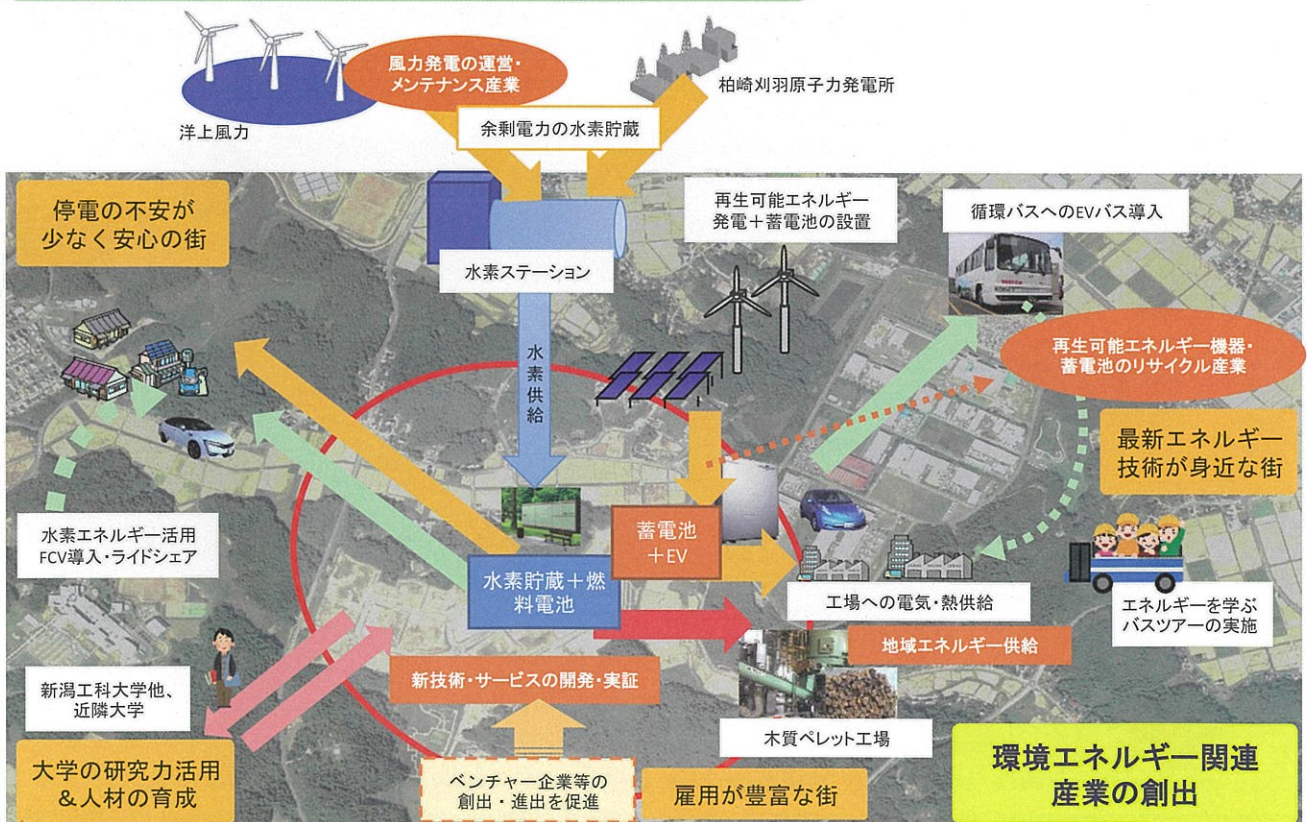 風力発電の運営・
メンテナンス産業
柏崎刈羽原子力発電所
洋上風力
余剰電力の水素貯蔵
停電の不安が
少なく安心の街
再生可能エネルギー
発電＋蓄電池の設置
循環バスへのEVバス導入
水素ステーション
水素供給
再生可能エネルギー機器・
蓄電池のリサイクル産業
最新エネルギー
技術が身近な街
水素エネルギー活用
FCV導入・ライドシェア
蓄電池
＋EV
水素貯蔵＋燃
料電池
工場への電気・熱供給
エネルギーを学ぶ
バスツアーの実施
地域エネルギー供給
新潟工科大学他、
近隣大学
新技術・サービスの開発・実証
木質ペレット工場
大学の研究力活用
＆人材の育成
ベンチャー企業等の
創出・進出を促進
雇用が豊富な街
環境エネルギー関連
産業の創出